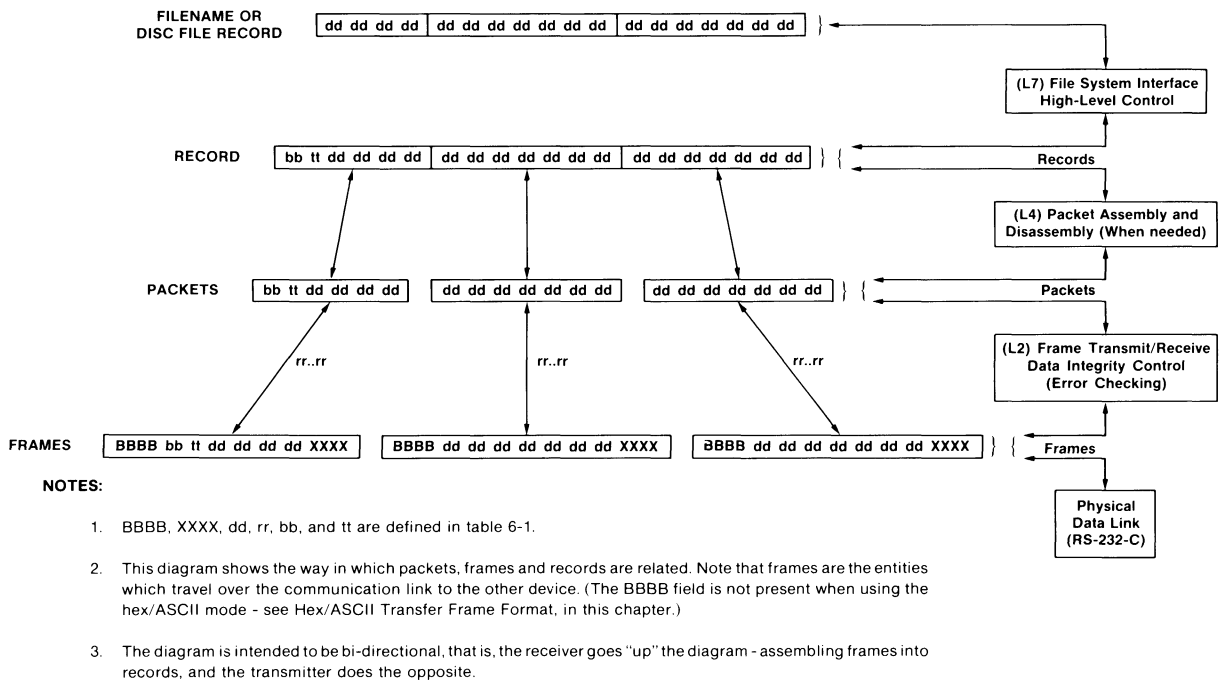 FILENAME OR
DISC FILE RECORD
dd dd dd dd dd dd dd dd dd dd dd dd dd dd dd dd
(L7) File System Interface
High-Level Control
RECORD
bb tt dd dd dd dd dd dd dd dd dd dd dd dd dd dd dd dd dd
Records
(L4) Packet Assembly and
Disassembly (When needed)
PACKETS
bb tt dd dd dd dd
dd dd dd dd dd dd dd
dd dd dd dd dd dd dd
Packets
rr..rr
rr..rr
rr..rr
(L2) Frame Transmit/Receive
Data Integrity Control
(Error Checking)
FRAMES
BBBB bb tt dd dd dd dd XXXX
BBBB dd dd dd dd dd dd dd XXXX
BBBB dd dd dd dd dd dd dd XXXX
Frames
Physical
Data Link
(RS-232-C)
NOTES:
1. BBBB, XXXX, dd, rr, bb, and tt are defined in table 6-1.
2. This diagram shows the way in which packets, frames and records are related. Note that frames are the entities
which travel over the communication link to the other device. (The BBBB field is not present when using the
hex/ASCII mode - see Hex/ASCII Transfer Frame Format, in this chapter.)
3. The diagram is intended to be bi-directional, that is, the receiver goes "up" the diagram - assembling frames into
records, and the transmitter does the opposite.